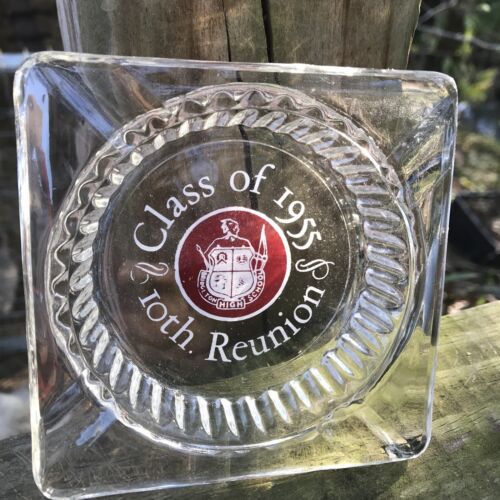 Class of 1955
HIGH SCHOOL
10th. Reunion